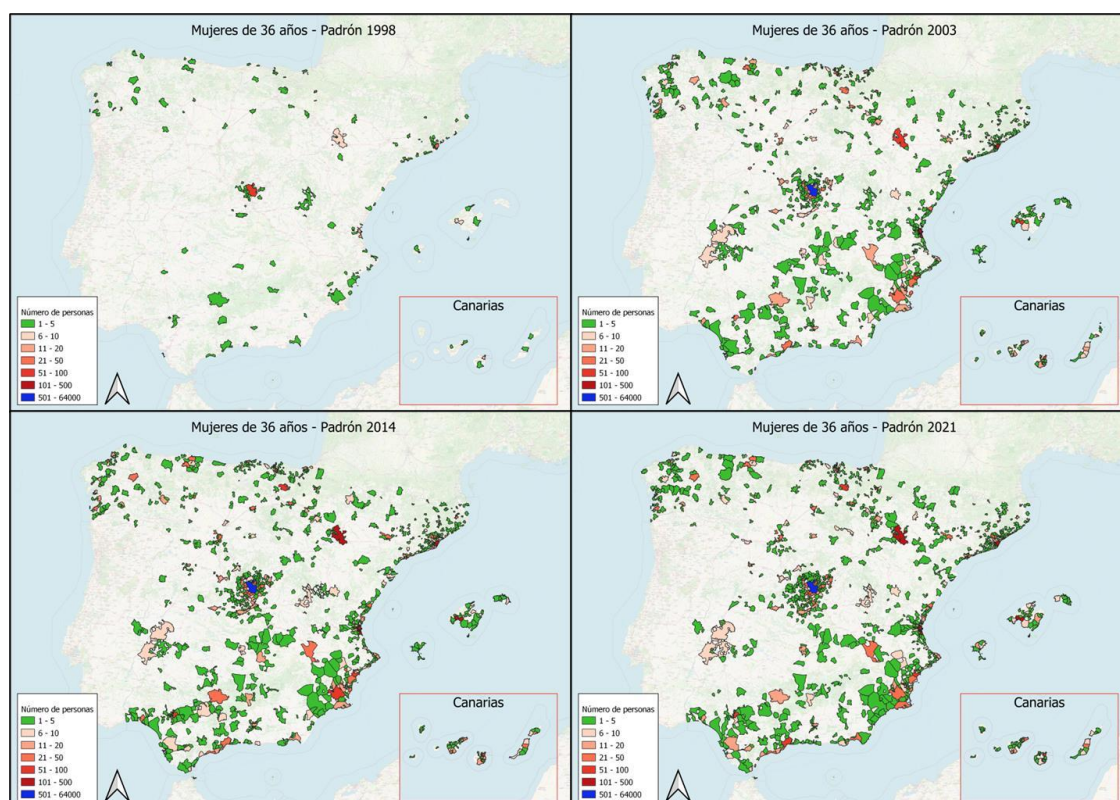 Mujeres de 36 años - Padrón 1998
Número de personas
1 - 5
6 - 10
11 - 20
21 - 50
51 - 100
101 - 500
501 - 64000
Canarias
Mujeres de 36 años - Padrón 2003
Número de personas
1 - 5
6 - 10
11 - 20
21 - 50
51 - 100
101 - 500
501 - 64000
Canarias
Mujeres de 36 años - Padrón 2014
Número de personas
1 - 5
6 - 10
11 - 20
21 - 50
51 - 100
101 - 500
501 - 64000
Canarias
Mujeres de 36 años - Padrón 2021
Número de personas
1 - 5
6 - 10
11 - 20
21 - 50
51 - 100
101 - 500
501 - 64000
Canarias